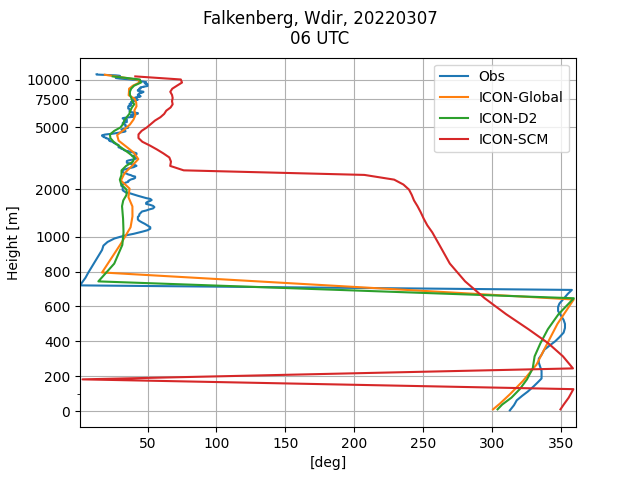 Falkenberg, Wdir, 20220307
06 UTC
Obs
ICON-Global
ICON-D2
ICON-SCM
10000
7500
5000
2000
1000
800
600
400
200
0
Height [m]
50 100 150 200 250 300 350
[deg]